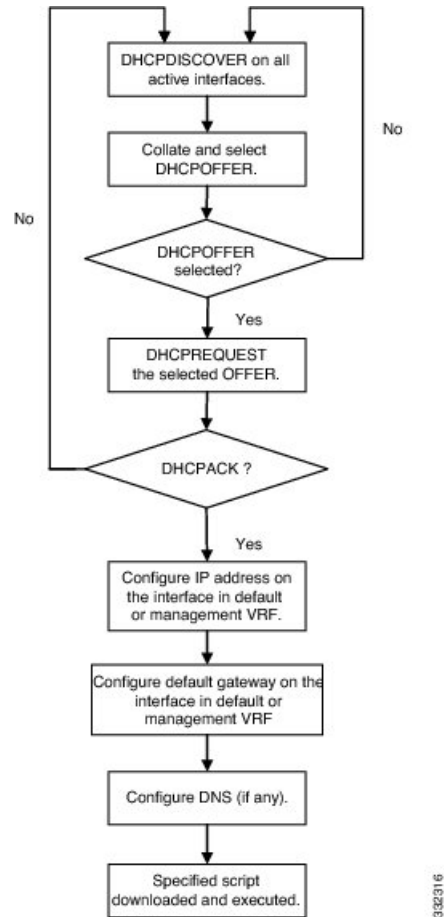 DHCPDISCOVER on all
active interfaces.
No
Collate and select
DHCPOFFER.
No
DHCPOFFER
selected?
Yes
DHCPREQUEST
the selected OFFER.
DHCPACK ?
Yes
Configure IP address on
the interface in default
or management VRF.
Configure default gateway on the
interface in default or
management VRF
Configure DNS (if any).
Specified script
downloaded and executed.
332316